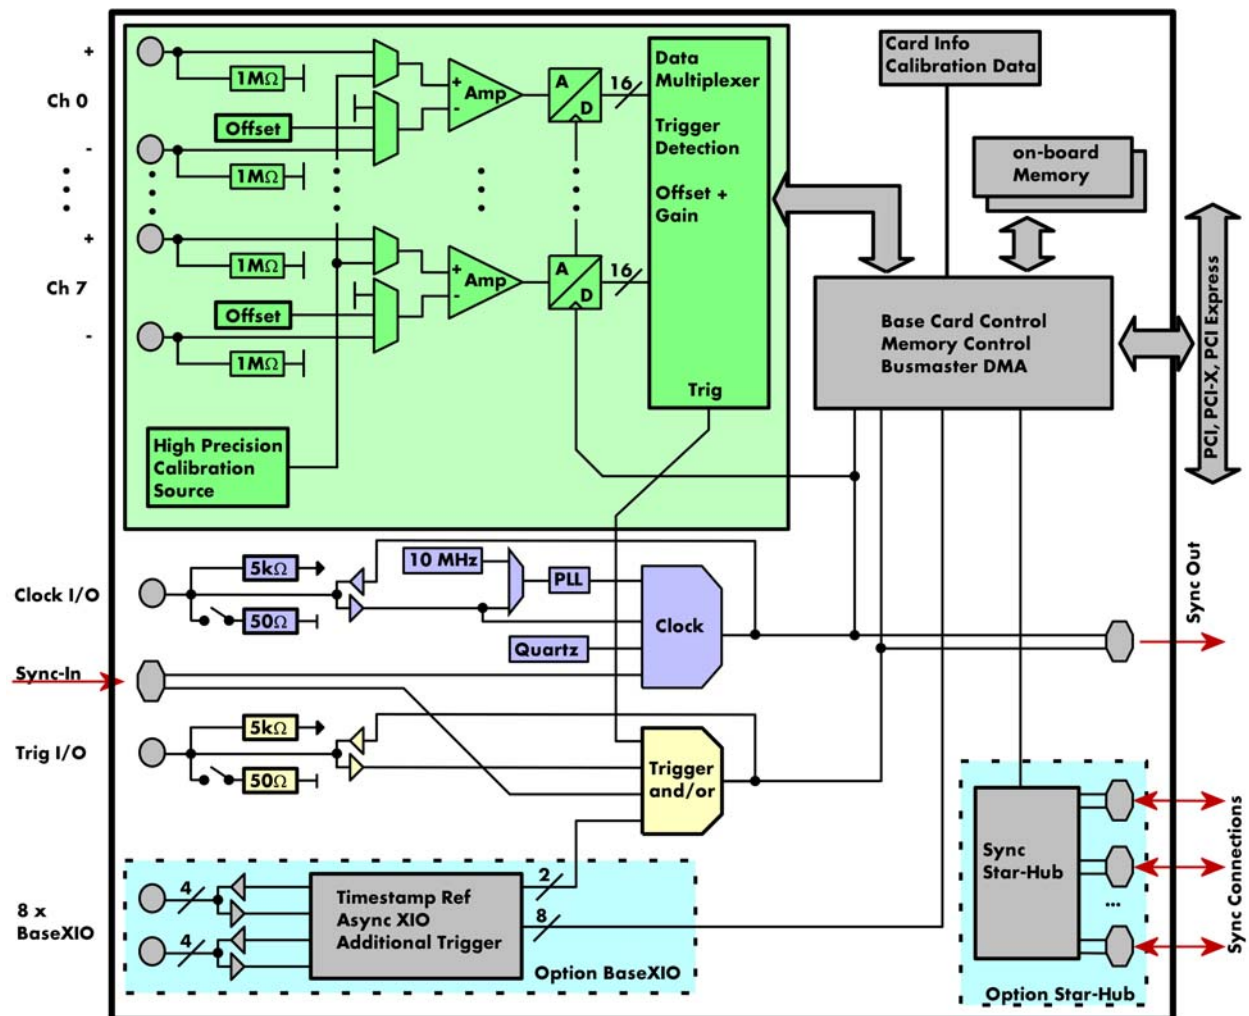 +
Ch 0
-
+
Ch 7
-
1MΩ
Offset
1MΩ
1MΩ
Offset
1MΩ
+
-
Amp
+
-
Amp
A
D
A
D
16
16
Data
Multiplexer
Trigger
Detection
Offset +
Gain
Trig
High Precision
Calibration
Source
Card Info
Calibration Data
on-board
Memory
Base Card Control
Memory Control
Busmaster DMA
PCI, PCI-X, PCI Express
Clock I/O
5kΩ
50Ω
10 MHz
PLL
Quartz
Clock
Sync Out
Sync-In
Trig I/O
5kΩ
50Ω
Trigger
and/or
8 x
BaseXIO
4
4
Timestamp Ref
Async XIO
Additional Trigger
2
8
Option BaseXIO
Sync
Star-Hub
...
Option Star-Hub
Sync Connections